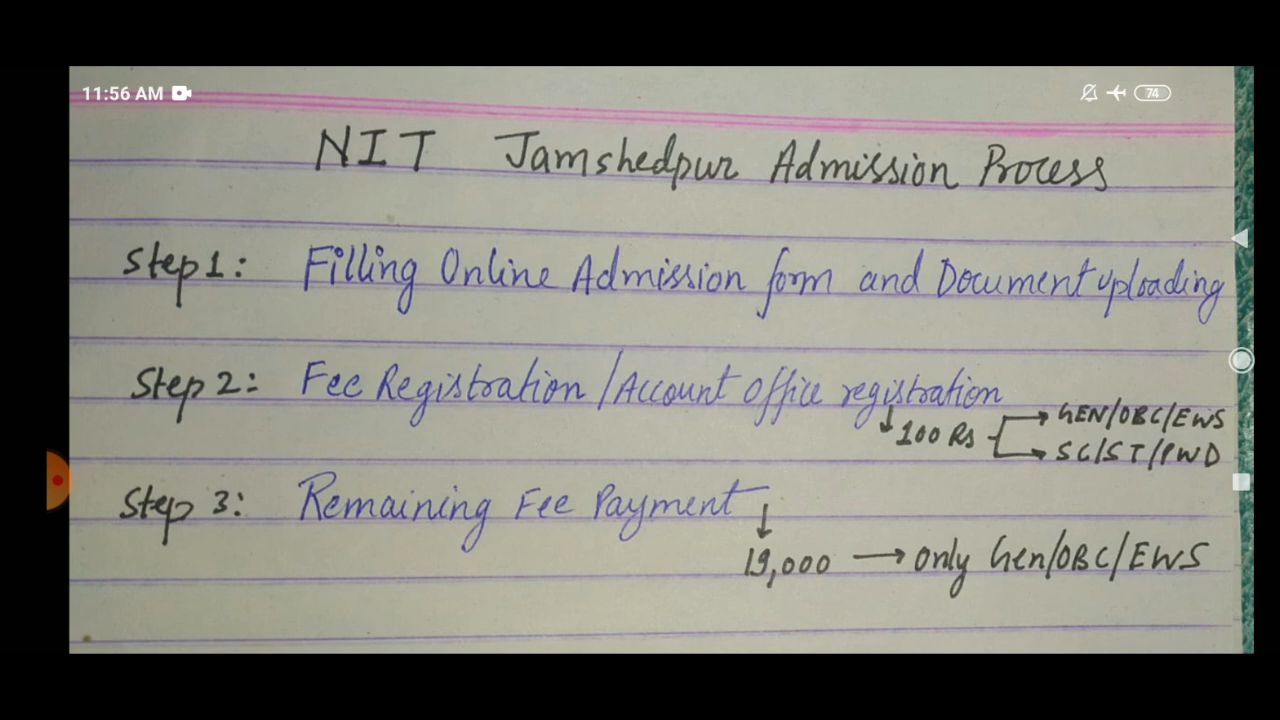 11:56 AM
74
NIT Jamshedpur Admission Process
Step 1: Filling Online Admission form and Document uploading
Step 2: Fee Registration / Account Office registration
100 Rs
GEN/OBC/EWS
SC/ST/PWD
Step 3: Remaining Fee Payment
19,000 → only Gen/OBC/EWS